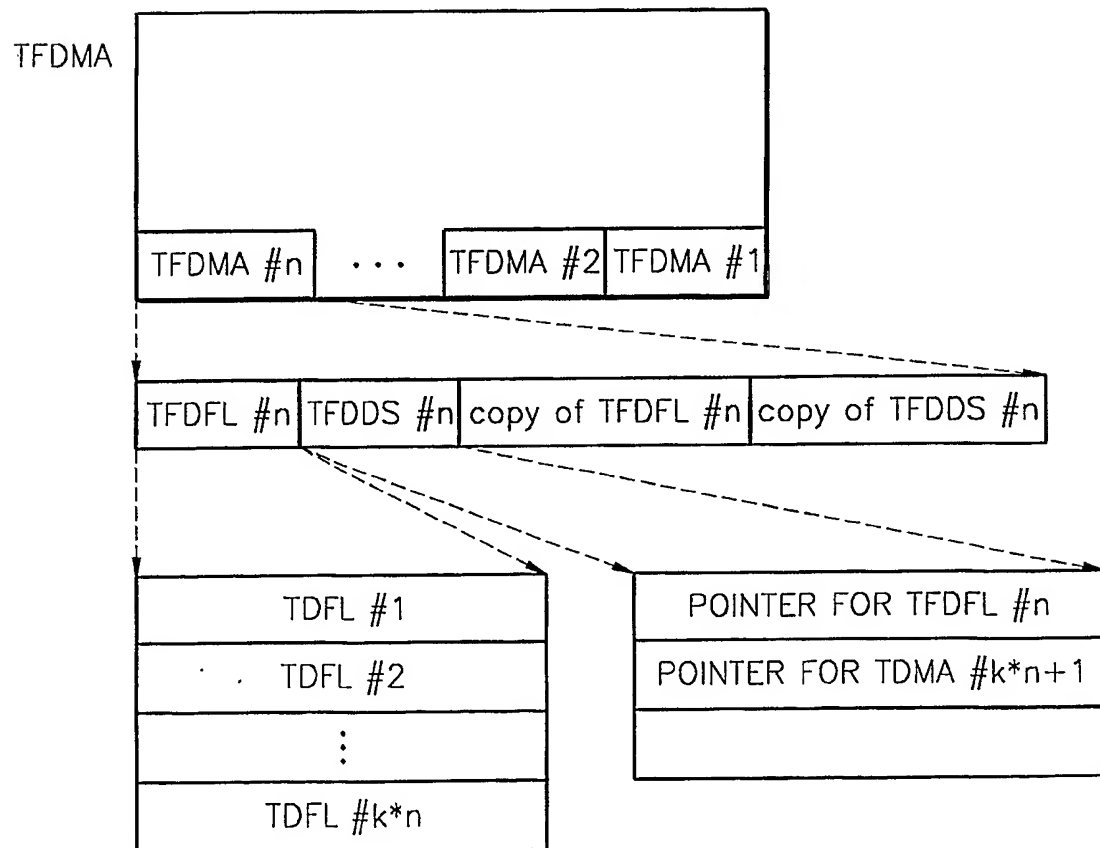 TFDMA
TFDMA #n ... TFDMA #2 TFDMA #1
TFDFL #n TFDDS #n copy of TFDFL #n copy of TFDDS #n
TDFL #1
TDFL #2
⋮
TDFL #k*n
POINTER FOR TFDFL #n
POINTER FOR TDMA #k*n+1